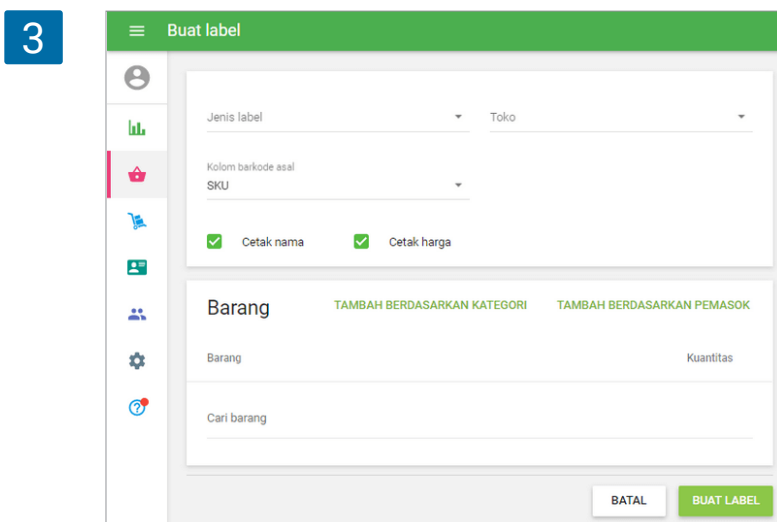 3
Buat label
Jenis label
Toko
Kolom barkode asal
SKU
Cetak nama
Cetak harga
Barang
TAMBAH BERDASARKAN KATEGORI
TAMBAH BERDASARKAN PEMASOK
Barang
Kuantitas
Cari barang
BATAL
BUAT LABEL